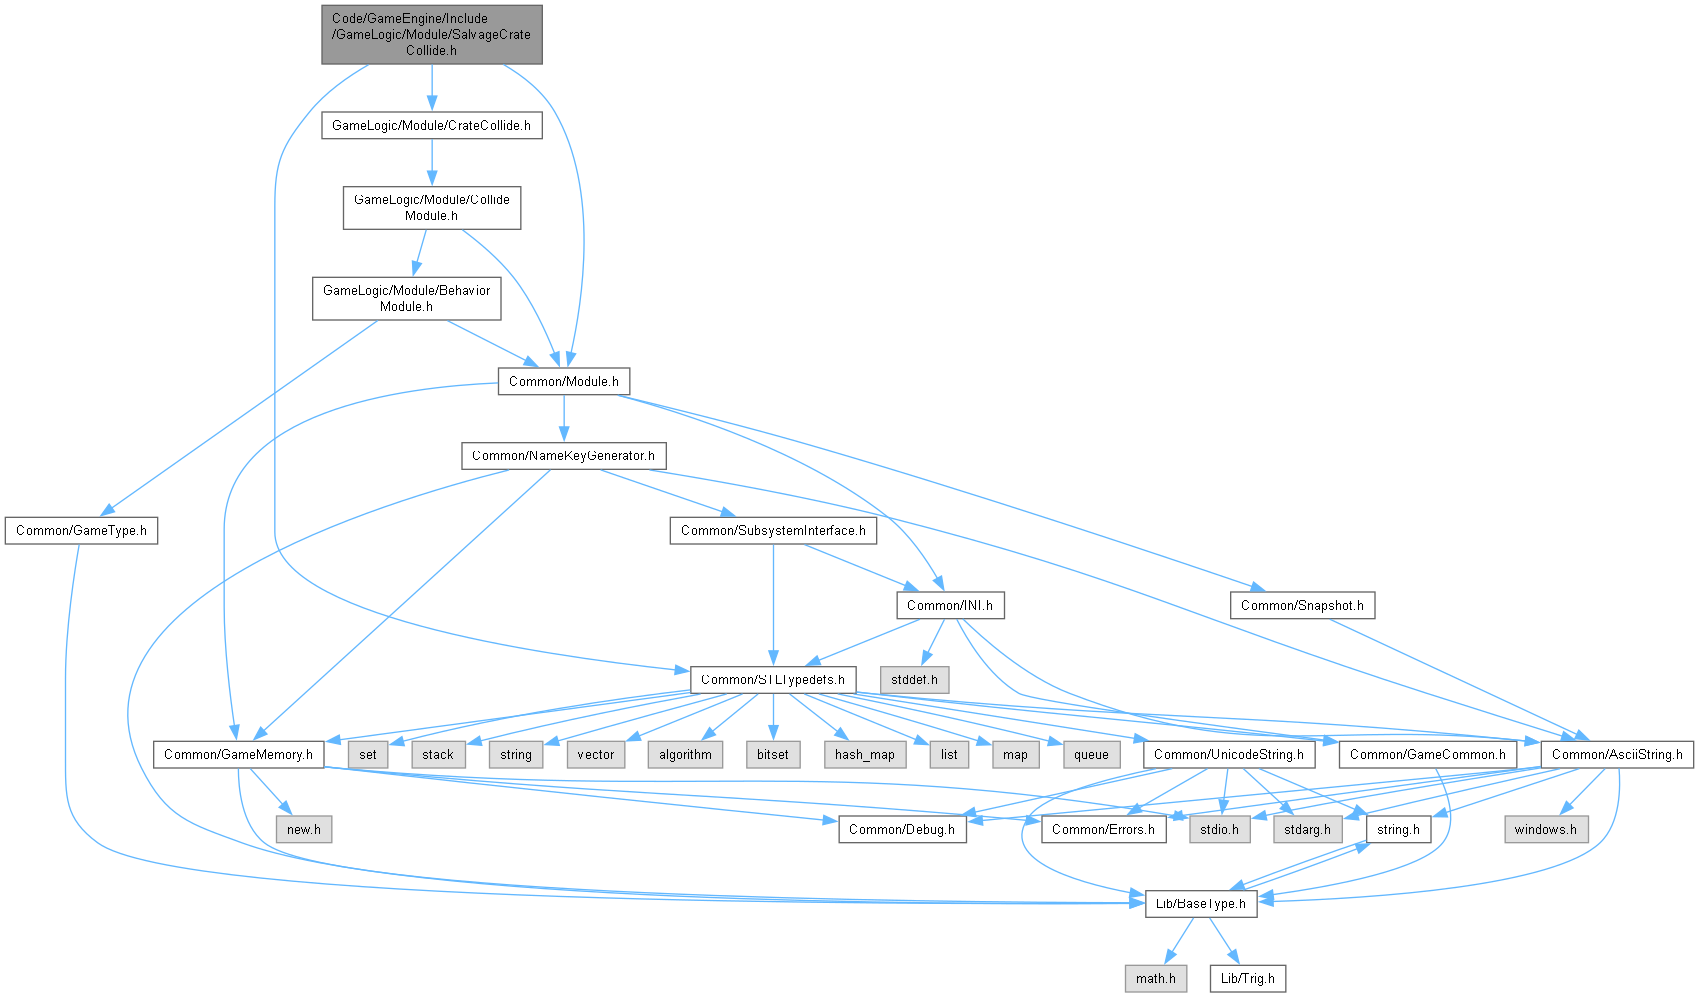 Code/GameEngine/Include
/GameLogic/Module/SalvageCrate
Collide.h
GameLogic/Module/CrateCollide.h
GameLogic/Module/Collide
Module.h
GameLogic/Module/Behavior
Module.h
Common/Module.h
Common/NameKeyGenerator.h
Common/GameType.h
Common/SubsystemInterface.h
Common/INI.h
Common/Snapshot.h
Common/STLTypedefs.h
stddef.h
Common/GameMemory.h
set
stack
string
vector
algorithm
bitset
hash_map
list
map
queue
Common/UnicodeString.h
Common/GameCommon.h
Common/AsciiString.h
new.h
Common/Debug.h
Common/Errors.h
stdio.h
stdarg.h
string.h
windows.h
Lib/BaseType.h
math.h
Lib/Trig.h